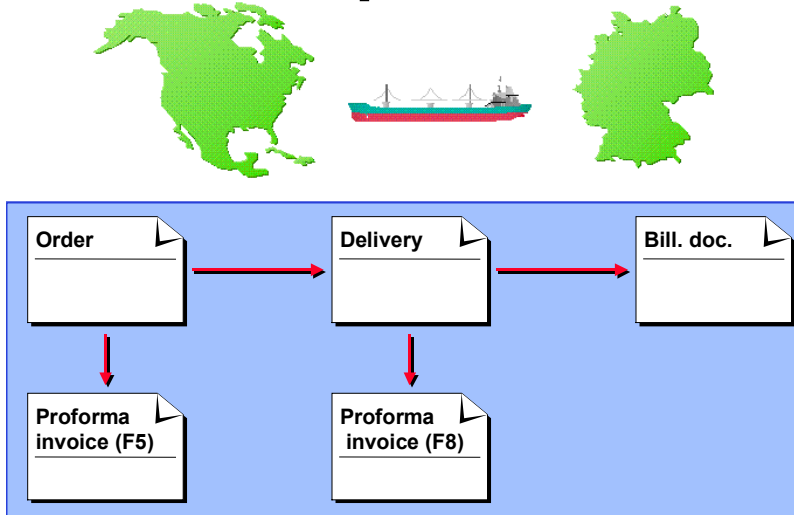 Order
Delivery
Bill. doc.
Proforma
invoice (F5)
Proforma
invoice (F8)